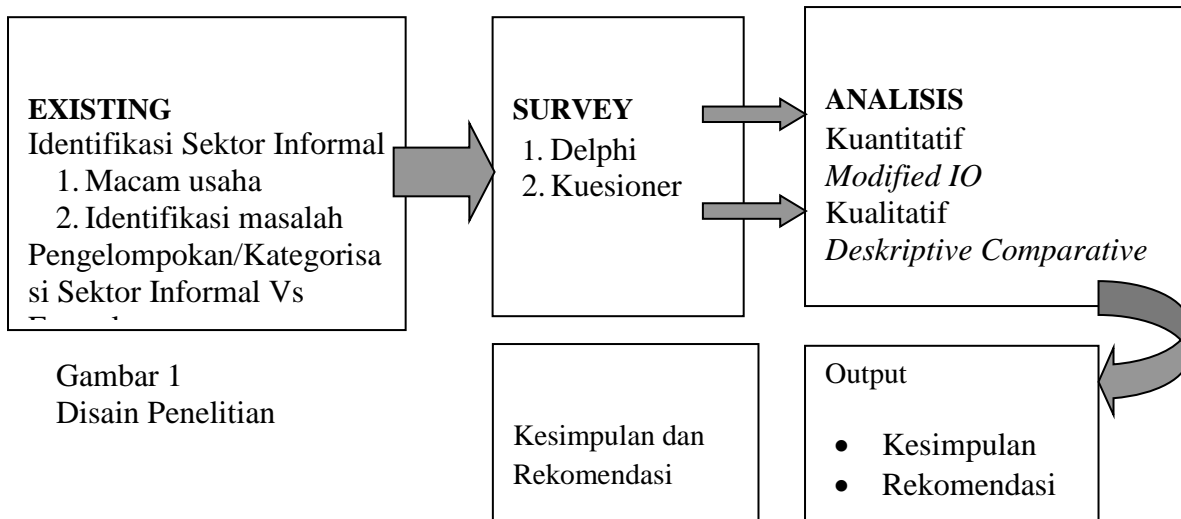 EXISTING
Identifikasi Sektor Informal
1. Macam usaha
2. Identifikasi masalah
Pengelompokan/Kategorisa
si Sektor Informal Vs
SURVEY
1. Delphi
2. Kuesioner
ANALISIS
Kuantitatif
Modified IO
Kualitatif
Deskriptive Comparative
Gambar 1
Disain Penelitian
Kesimpulan dan
Rekomendasi
Output
• Kesimpulan
• Rekomendasi